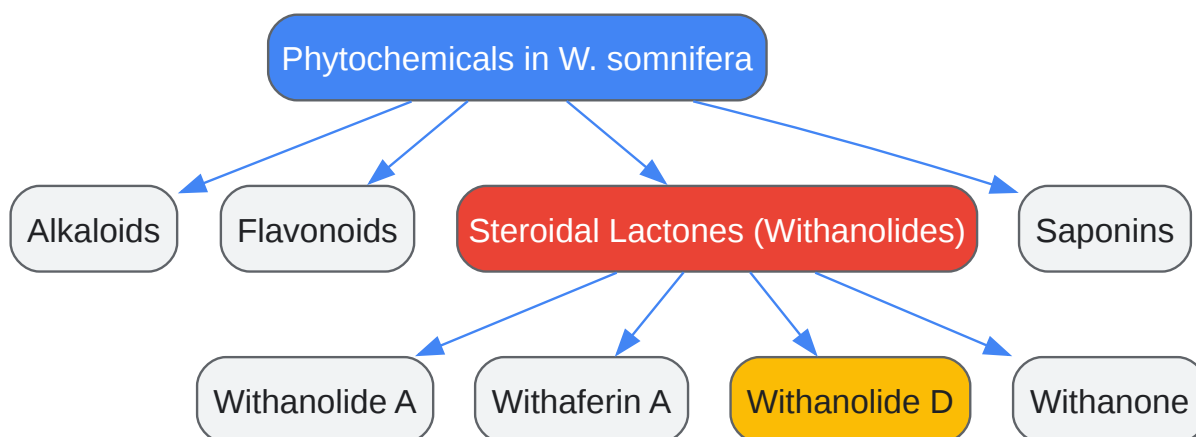 Phytochemicals in W. somnifera
Alkaloids
Flavonoids
Steroidal Lactones (Withanolides)
Saponins
Withanolide A
Withaferin A
Withanolide D
Withanone